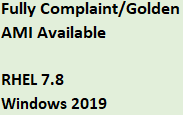 Fully Complaint/Golden
AMI Available
RHEL 7.8
Windows 2019